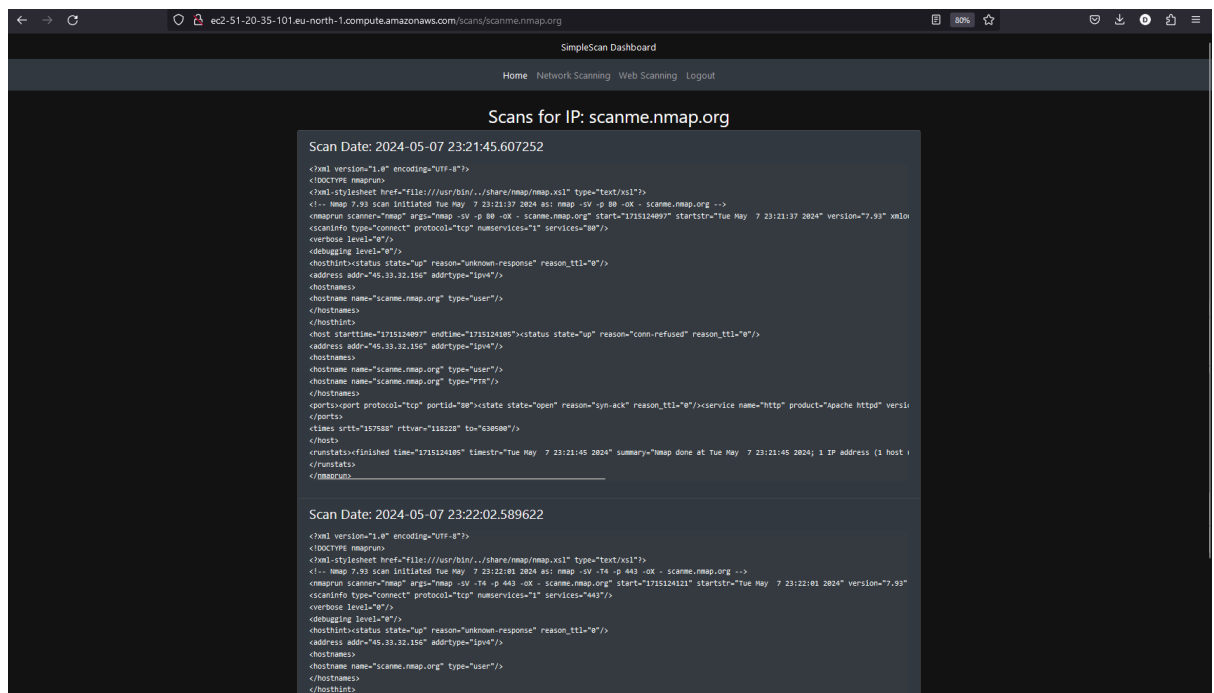 ec2-51-20-35-101.eu-north-1.compute.amazonaws.com/scans/scanme.nmap.org
80%
SimpleScan Dashboard
Home Network Scanning Web Scanning Logout
Scans for IP: scanme.nmap.org
Scan Date: 2024-05-07 23:21:45.607252
<?xml version="1.0" encoding="UTF-8"?>
<!DOCTYPE nmaprun>
<?xml-stylesheet href="file:///usr/bin/../share/nmap/nmap.xsl" type="text/xsl"?>
<!-- Nmap 7.93 scan initiated Tue May  7 23:21:37 2024 as: nmap -sV -p 80 -oX - scanme.nmap.org -->
<nmaprun scanner="nmap" args="nmap -sV -p 80 -oX - scanme.nmap.org" start="1715124097" startstr="Tue May  7 23:21:37 2024" version="7.93" xmlou
<scaninfo type="connect" protocol="tcp" numservices="1" services="80"/>
<verbose level="0"/>
<debugging level="0"/>
<hosthint><status state="up" reason="unknown-response" reason_ttl="0"/>
<address addr="45.33.32.156" addrtype="ipv4"/>
<hostnames>
<hostname name="scanme.nmap.org" type="user"/>
</hostnames>
</hosthint>
<host starttime="1715124097" endtime="1715124105"><status state="up" reason="conn-refused" reason_ttl="0"/>
<address addr="45.33.32.156" addrtype="ipv4"/>
<hostnames>
<hostname name="scanme.nmap.org" type="user"/>
<hostname name="scanme.nmap.org" type="PTR"/>
</hostnames>
<ports><port protocol="tcp" portid="80"><state state="open" reason="syn-ack" reason_ttl="0"/><service name="http" product="Apache httpd" versio
</ports>
<times srtt="157588" rttvar="118228" to="630500"/>
</host>
<runstats><finished time="1715124105" timestr="Tue May  7 23:21:45 2024" summary="Nmap done at Tue May  7 23:21:45 2024; 1 IP address (1 host u
</runstats>
</nmaprun>
Scan Date: 2024-05-07 23:22:02.589622
<?xml version="1.0" encoding="UTF-8"?>
<!DOCTYPE nmaprun>
<?xml-stylesheet href="file:///usr/bin/../share/nmap/nmap.xsl" type="text/xsl"?>
<!-- Nmap 7.93 scan initiated Tue May  7 23:22:01 2024 as: nmap -sV -T4 -p 443 -oX - scanme.nmap.org -->
<nmaprun scanner="nmap" args="nmap -sV -T4 -p 443 -oX - scanme.nmap.org" start="1715124121" startstr="Tue May  7 23:22:01 2024" version="7.93"
<scaninfo type="connect" protocol="tcp" numservices="1" services="443"/>
<verbose level="0"/>
<debugging level="0"/>
<hosthint><status state="up" reason="unknown-response" reason_ttl="0"/>
<address addr="45.33.32.156" addrtype="ipv4"/>
<hostnames>
<hostname name="scanme.nmap.org" type="user"/>
</hostnames>
</hosthint>